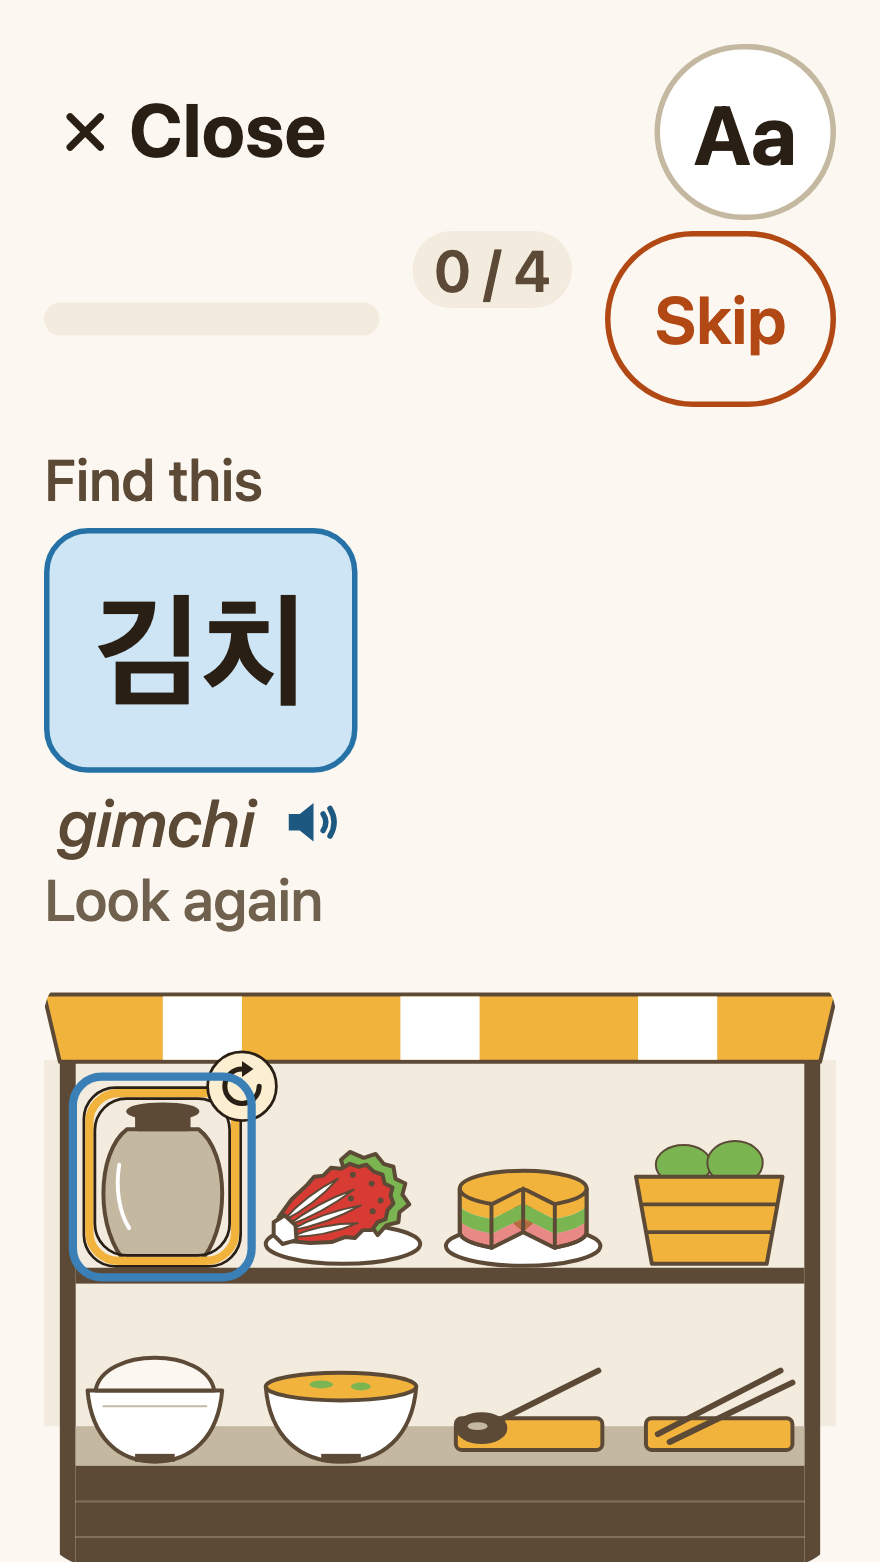 × Close
Aa
0 / 4
Skip
Find this
김치
gimchi
Look again